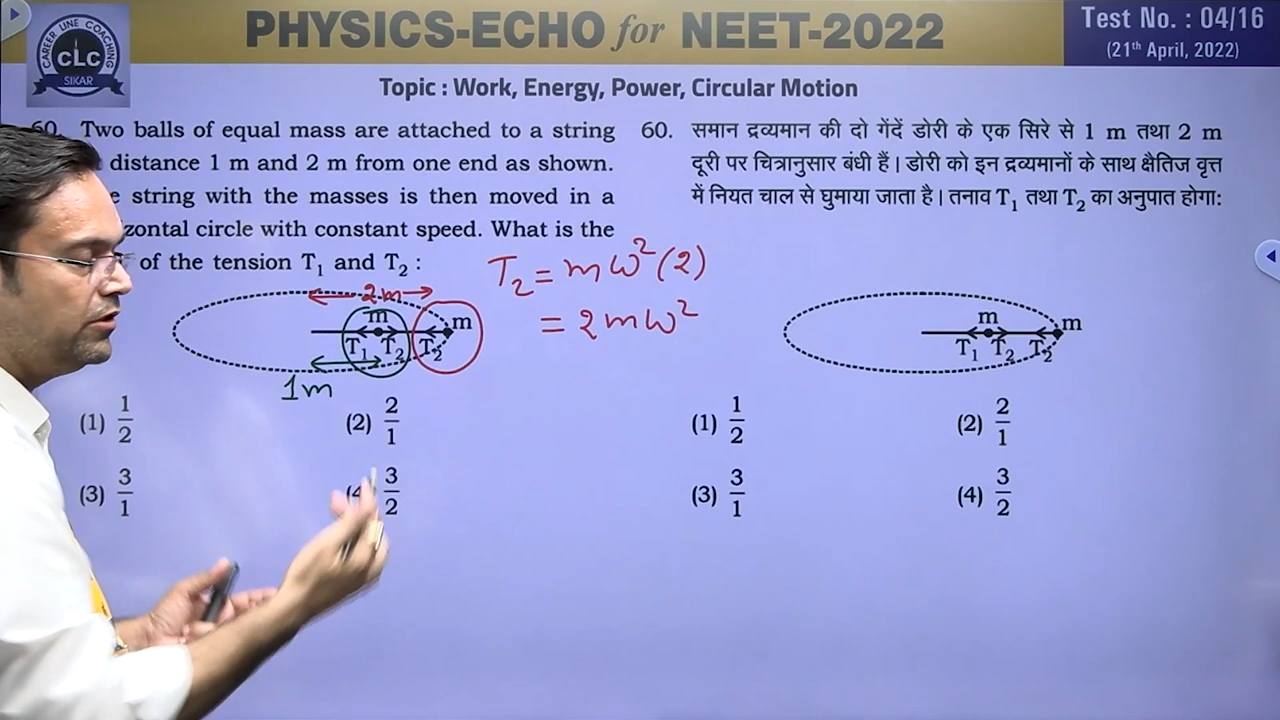 PHYSICS-ECHO for NEET-2022
Test No. : 04/16
(21th April, 2022)
CAREER LINE COACHING
CLC
SIKAR
Topic : Work, Energy, Power, Circular Motion
60. Two balls of equal mass are attached to a string
distance 1 m and 2 m from one end as shown.
string with the masses is then moved in a
circle with constant speed. What is the
of the tension T₁ and T₂ :
2m
m
m
T₁ T₂ T₂
1m
T₂ = mω²(2)
= 2mω²
(1) 1/2
(2) 2/1
(3) 3/1
(4) 3/2
60. समान द्रव्यमान की दो गेंदें डोरी के एक सिरे से 1 m तथा 2 m
दूरी पर चित्रानुसार बंधी हैं। डोरी को इन द्रव्यमानों के साथ क्षैतिज वृत्त
में नियत चाल से घुमाया जाता है। तनाव T₁ तथा T₂ का अनुपात होगा:
m
m
T₁ T₂ T₂
(1) 1/2
(2) 2/1
(3) 3/1
(4) 3/2